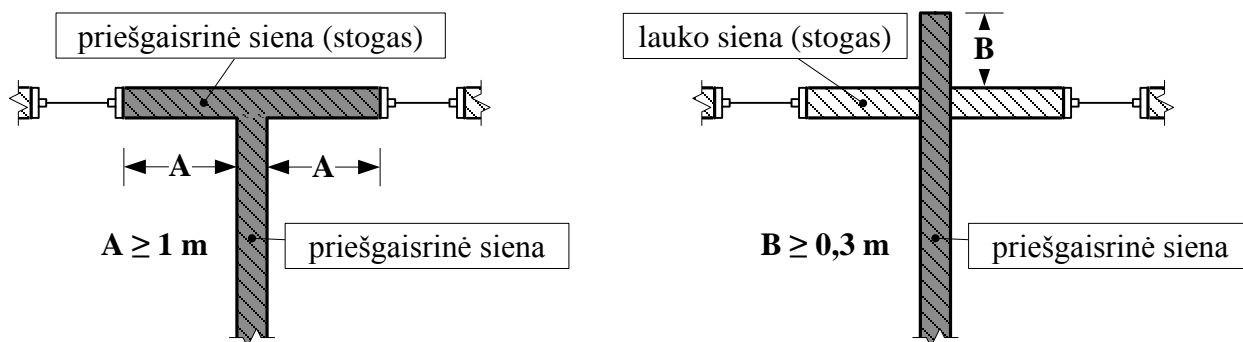 priešgaisrinė siena (stogas)
A
A
A ≥ 1 m
priešgaisrinė siena
lauko siena (stogas)
B
B ≥ 0,3 m
priešgaisrinė siena